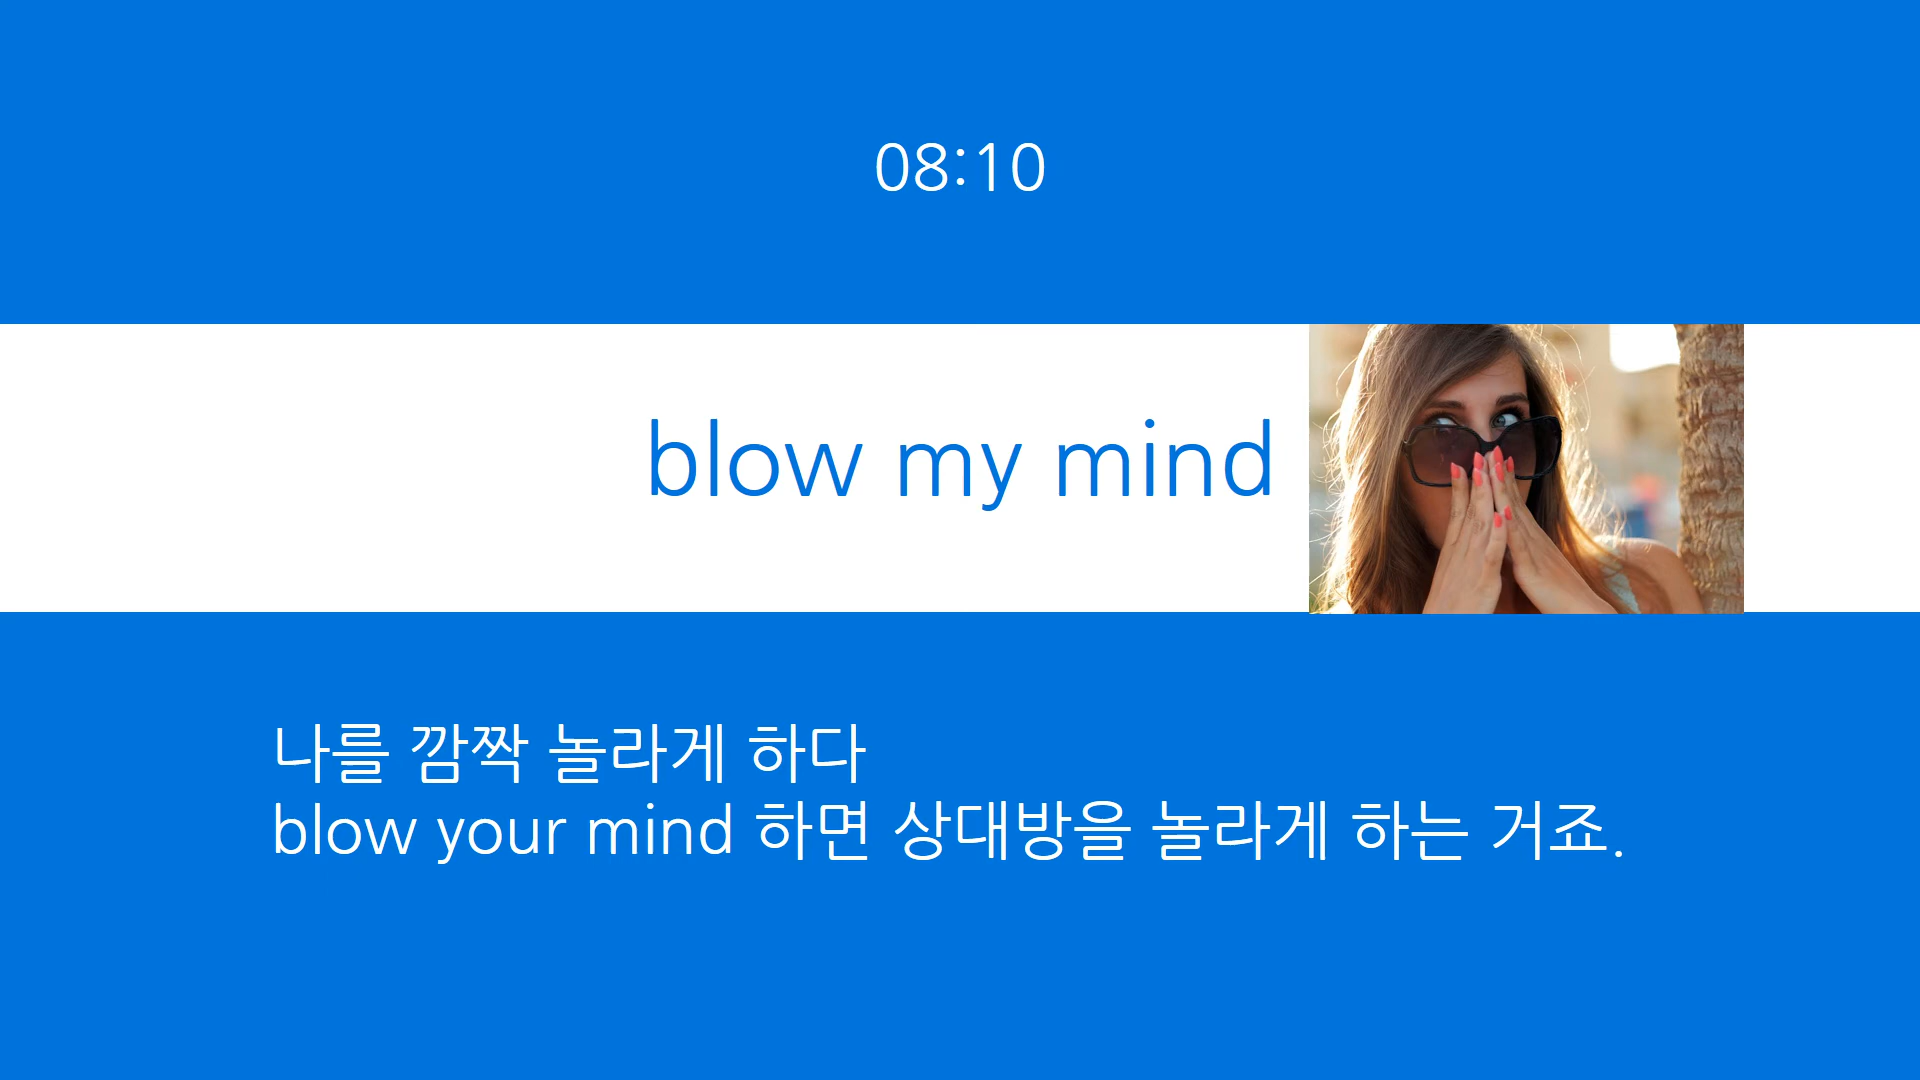 08:10
blow my mind
나를 깜짝 놀라게 하다
blow your mind 하면 상대방을 놀라게 하는 거죠.